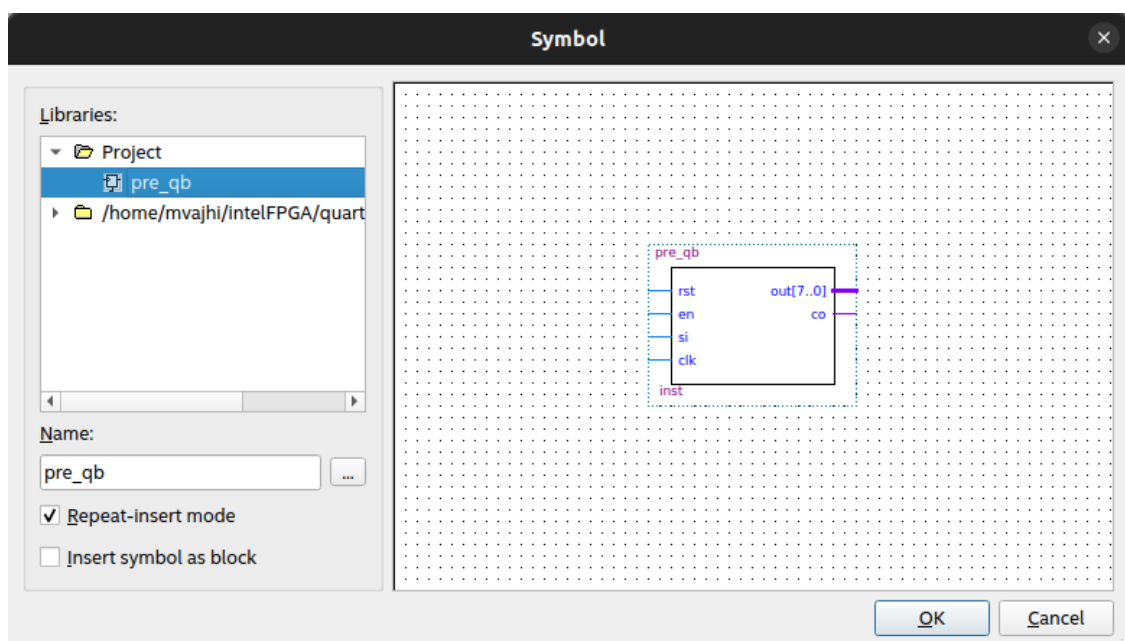 Symbol
Libraries:
Project
pre_qb
/home/mvajhi/intelFPGA/quart
Name:
pre_qb
...
Repeat-insert mode
Insert symbol as block
pre_qb
rst out[7..0]
en co
si
clk
inst
OK Cancel